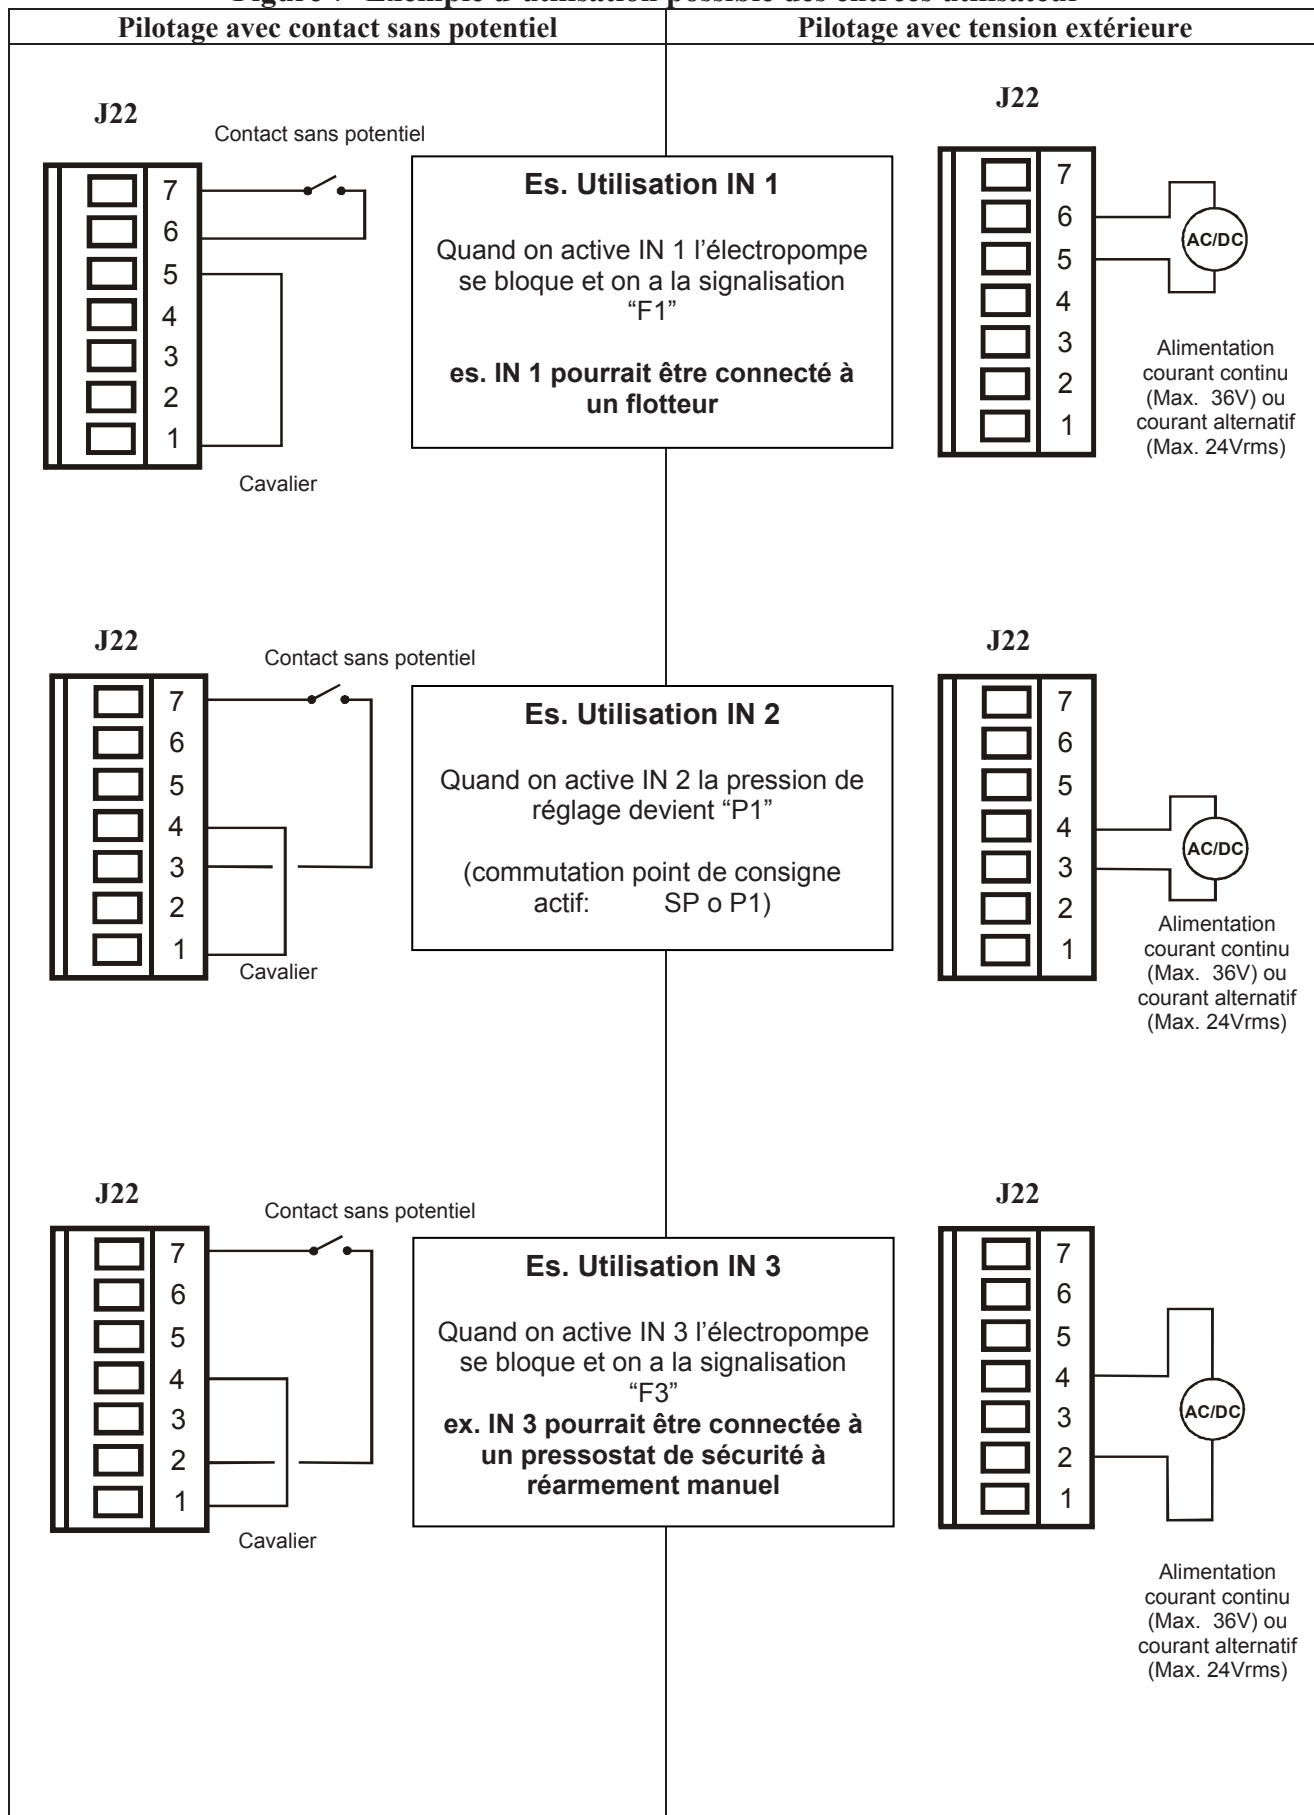 Pilotage avec contact sans potentiel
Pilotage avec tension extérieure
J22
Contact sans potentiel
7
6
5
4
3
2
1
Cavalier
Es. Utilisation IN 1
Quand on active IN 1 l’électropompe
se bloque et on a la signalisation
“F1”
es. IN 1 pourrait être connecté à
un flotteur
J22
7
6
5
4
3
2
1
AC/DC
Alimentation
courant continu
(Max. 36V) ou
courant alternatif
(Max. 24Vrms)
J22
Contact sans potentiel
7
6
5
4
3
2
1
Cavalier
Es. Utilisation IN 2
Quand on active IN 2 la pression de
réglage devient “P1”
(commutation point de consigne
actif: SP o P1)
J22
7
6
5
4
3
2
1
AC/DC
Alimentation
courant continu
(Max. 36V) ou
courant alternatif
(Max. 24Vrms)
J22
Contact sans potentiel
7
6
5
4
3
2
1
Cavalier
Es. Utilisation IN 3
Quand on active IN 3 l’électropompe
se bloque et on a la signalisation
“F3”
ex. IN 3 pourrait être connectée à
un pressostat de sécurité à
réarmement manuel
J22
7
6
5
4
3
2
1
AC/DC
Alimentation
courant continu
(Max. 36V) ou
courant alternatif
(Max. 24Vrms)